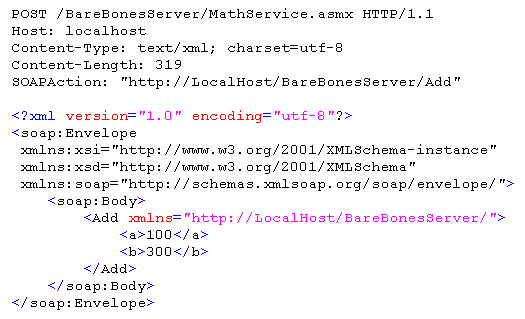 POST /BareBonesServer/MathService.asmx HTTP/1.1
Host: localhost
Content-Type: text/xml; charset=utf-8
Content-Length: 319
SOAPAction: "http://LocalHost/BareBonesServer/Add"

<?xml version="1.0" encoding="utf-8"?>
<soap:Envelope
 xmlns:xsi="http://www.w3.org/2001/XMLSchema-instance"
 xmlns:xsd="http://www.w3.org/2001/XMLSchema"
 xmlns:soap="http://schemas.xmlsoap.org/soap/envelope/">
    <soap:Body>
        <Add xmlns="http://LocalHost/BareBonesServer/">
            <a>100</a>
            <b>300</b>
        </Add>
    </soap:Body>
</soap:Envelope>